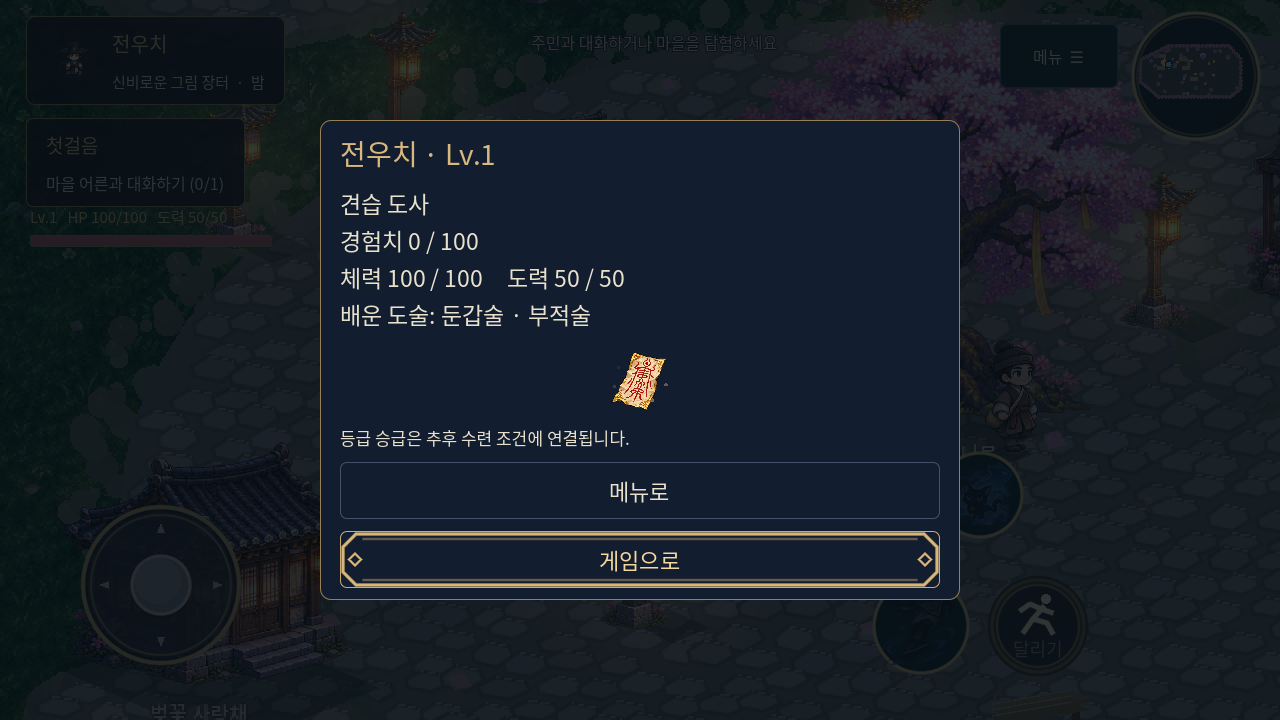 전우치
신비로운 그림 장터 · 밤
주민과 대화하거나 마을을 탐험하세요
메뉴 ☰
첫걸음
마을 어른과 대화하기 (0/1)
Lv.1 HP 100/100 도력 50/50
전우치 · Lv.1
견습 도사
경험치 0 / 100
체력 100 / 100 도력 50 / 50
배운 도술: 둔갑술 · 부적술
등급 승급은 추후 수련 조건에 연결됩니다.
메뉴로
게임으로
달리기
벚꽃 사랑채